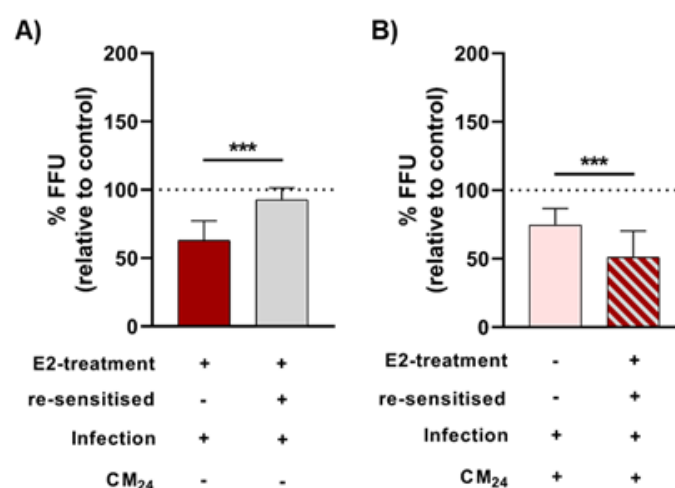 A)
% FFU
(relative to control)
200
150
100
50
0
***
E2-treatment + +
re-sensitised - +
Infection + +
CM24 - -
B)
% FFU
(relative to control)
200
150
100
50
0
***
E2-treatment - +
re-sensitised - +
Infection + +
CM24 + +